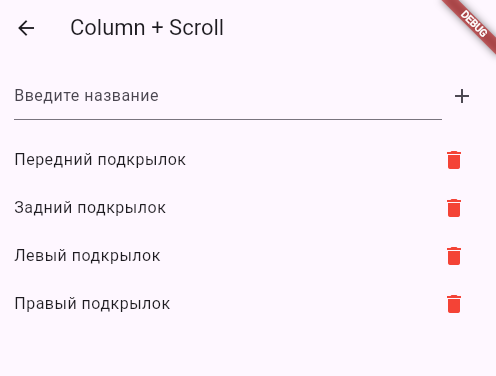 Column + Scroll
DEBUG
Введите название
Передний подкрылок
Задний подкрылок
Левый подкрылок
Правый подкрылок